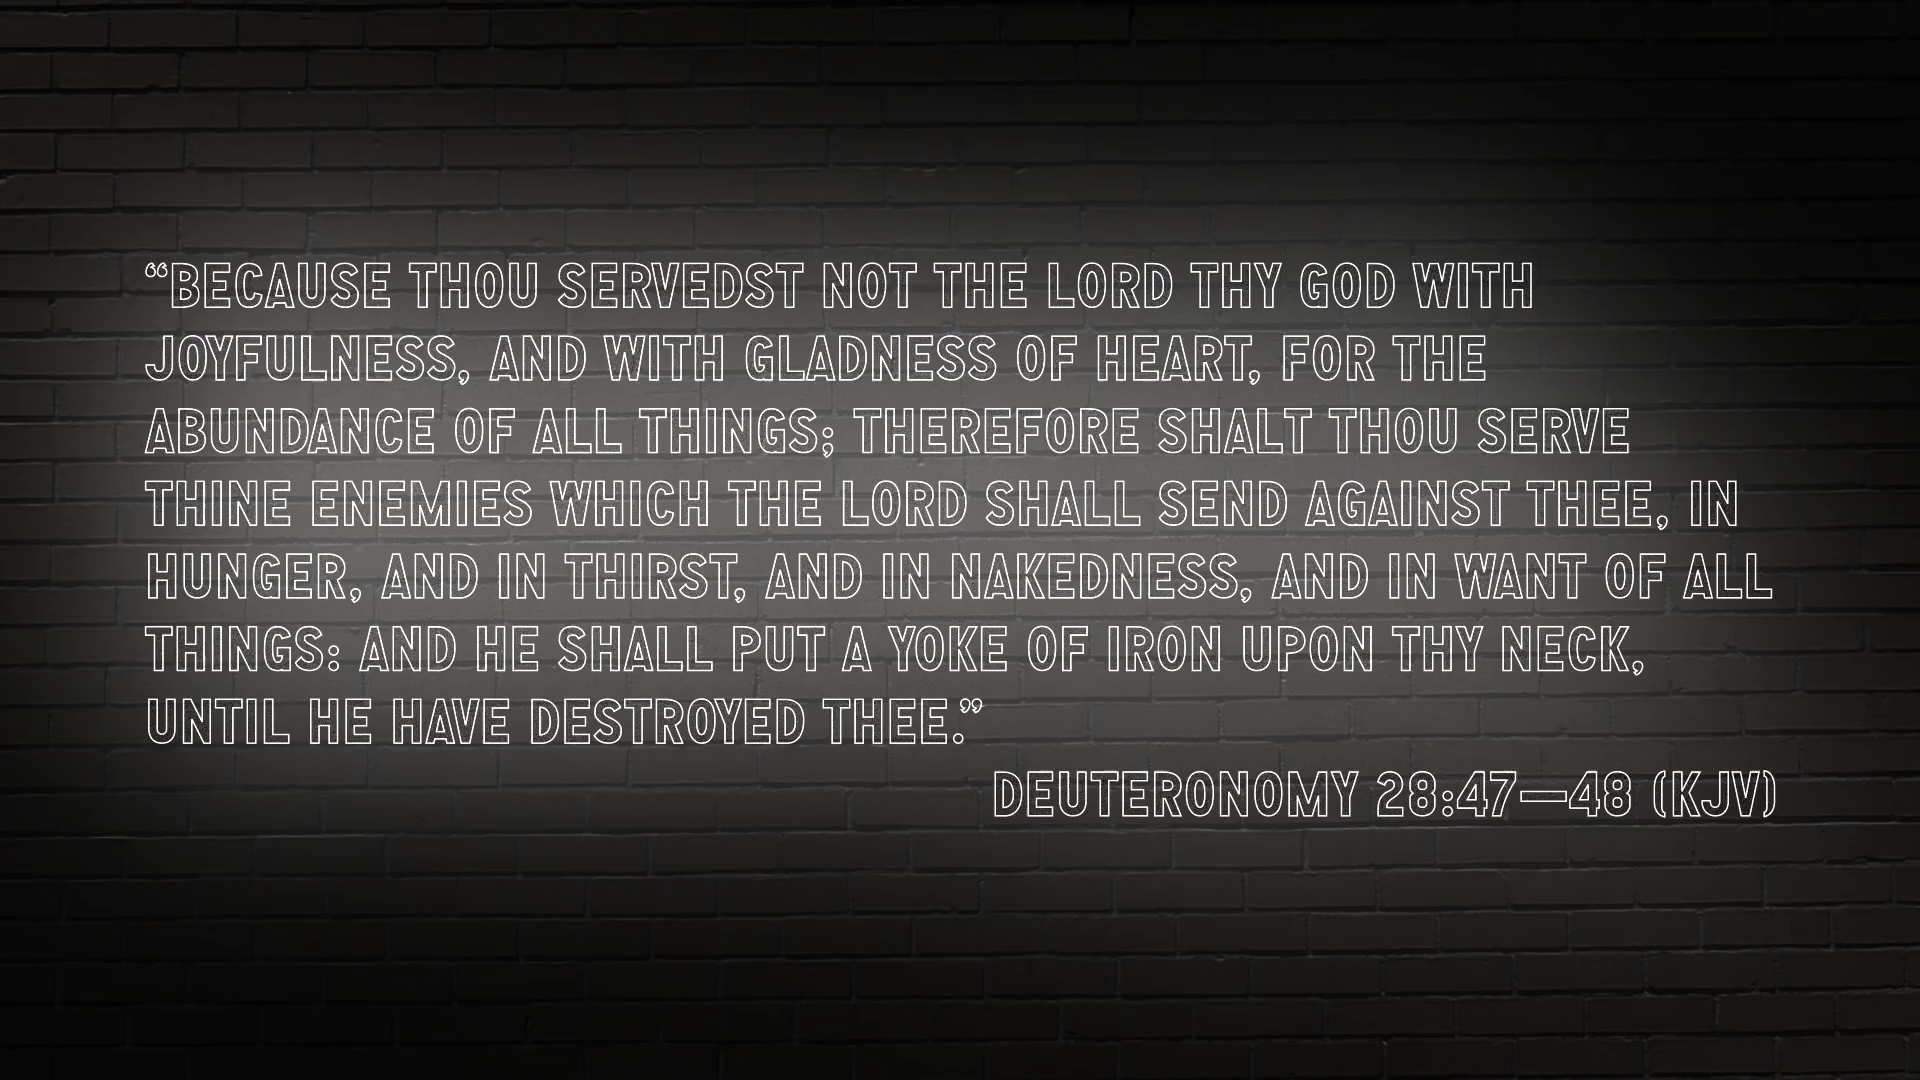 “BECAUSE THOU SERVEDST NOT THE LORD THY GOD WITH
JOYFULNESS, AND WITH GLADNESS OF HEART, FOR THE
ABUNDANCE OF ALL THINGS; THEREFORE SHALT THOU SERVE
THINE ENEMIES WHICH THE LORD SHALL SEND AGAINST THEE, IN
HUNGER, AND IN THIRST, AND IN NAKEDNESS, AND IN WANT OF ALL
THINGS: AND HE SHALL PUT A YOKE OF IRON UPON THY NECK,
UNTIL HE HAVE DESTROYED THEE.”
DEUTERONOMY 28:47—48 (KJV)